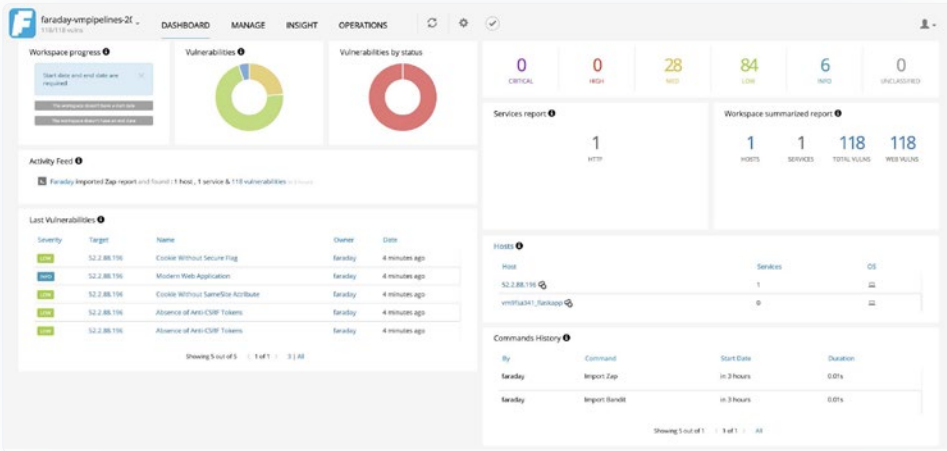 faraday-vmpipelines-20
118/118 vulns
DASHBOARD MANAGE INSIGHT OPERATIONS
Workspace progress
Start date and end date are required
The workspace doesn't have a start date
The workspace doesn't have an end date
Vulnerabilities
Vulnerabilities by status
0 CRITICAL
0 HIGH
28 MED
84 LOW
6 INFO
0 UNCLASSIFIED
Services report
1
HTTP
Workspace summarized report
1 HOSTS
1 SERVICES
118 TOTAL VULNS
118 WEB VULNS
Activity Feed
Faraday imported Zap report and found : 1 host , 1 service & 118 vulnerabilities
Last Vulnerabilities
Severity Target Name Owner Date
LOW 52.2.88.196 Cookie Without Secure Flag faraday 4 minutes ago
INFO 52.2.88.196 Modern Web Application faraday 4 minutes ago
LOW 52.2.88.196 Cookie Without SameSite Attribute faraday 4 minutes ago
LOW 52.2.88.196 Absence of Anti-CSRF Tokens faraday 4 minutes ago
LOW 52.2.88.196 Absence of Anti-CSRF Tokens faraday 4 minutes ago
Showing 5 out of 5 1 of 1 3 | All
Hosts
Host Services OS
52.2.88.196 1
0
Commands History
By Command Start Date Duration
faraday Import Zap in 3 hours 0.01s
faraday Import Bandit in 3 hours 0.01s
Showing 5 out of 1 1 of 1 All